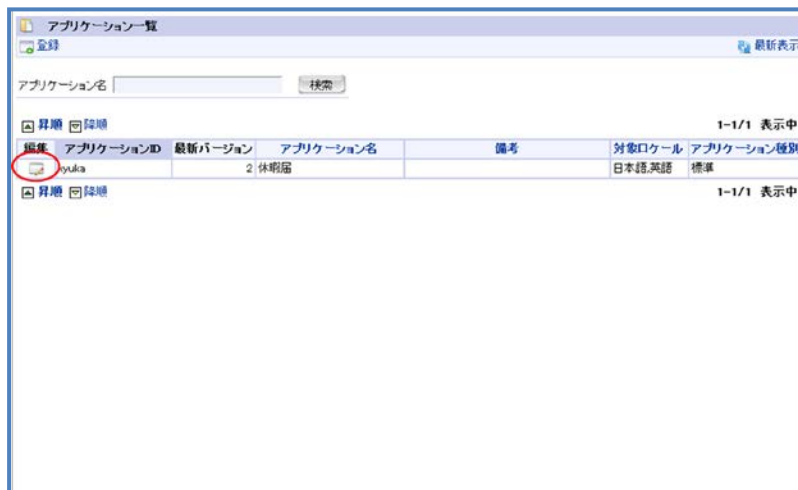 アプリケーション一覧
登録 最新表示
アプリケーション名 検索
昇順 降順 1-1/1 表示中
編集 アプリケーションID 最新バージョン アプリケーション名 備考 対象ロケール アプリケーション種別
kyuka 2 休暇届 日本語,英語 標準
昇順 降順 1-1/1 表示中